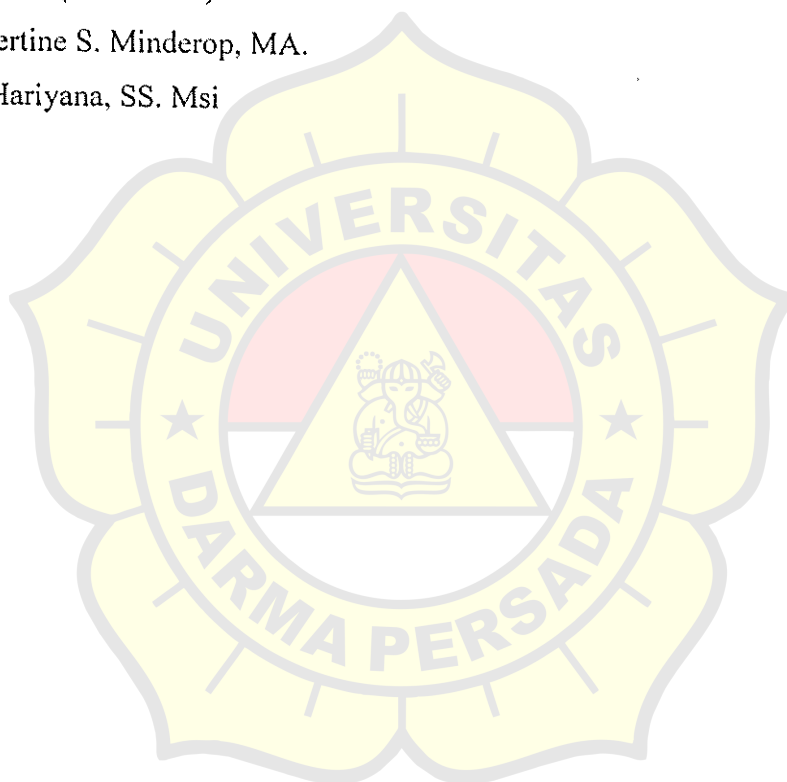 ertine S. Minderop, MA.
Hariyana, SS. Msi
UNIVERSITAS
DARMA PERSADA